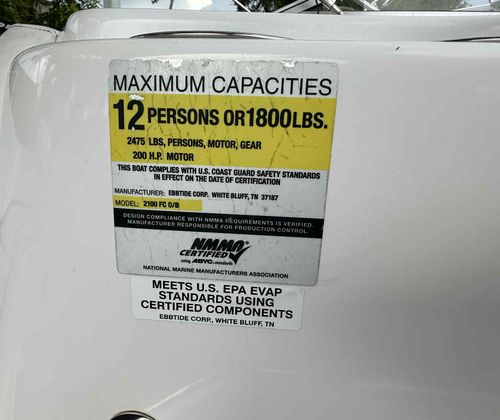 MAXIMUM CAPACITIES
12 PERSONS OR 1800 LBS.
2475 LBS, PERSONS, MOTOR, GEAR
200 H.P. MOTOR
THIS BOAT COMPLIES WITH U.S. COAST GUARD SAFETY STANDARDS
IN EFFECT ON THE DATE OF CERTIFICATION
MANUFACTURER: EBBTIDE CORP. WHITE BLUFF, TN 37187
MODEL: 2100 FC O/B
DESIGN COMPLIANCE WITH NMMA REQUIREMENTS IS VERIFIED.
MANUFACTURER RESPONSIBLE FOR PRODUCTION CONTROL.
NMMA
CERTIFIED
using ABYC standards
NATIONAL MARINE MANUFACTURERS ASSOCIATION
MEETS U.S. EPA EVAP
STANDARDS USING
CERTIFIED COMPONENTS
EBBTIDE CORP., WHITE BLUFF, TN